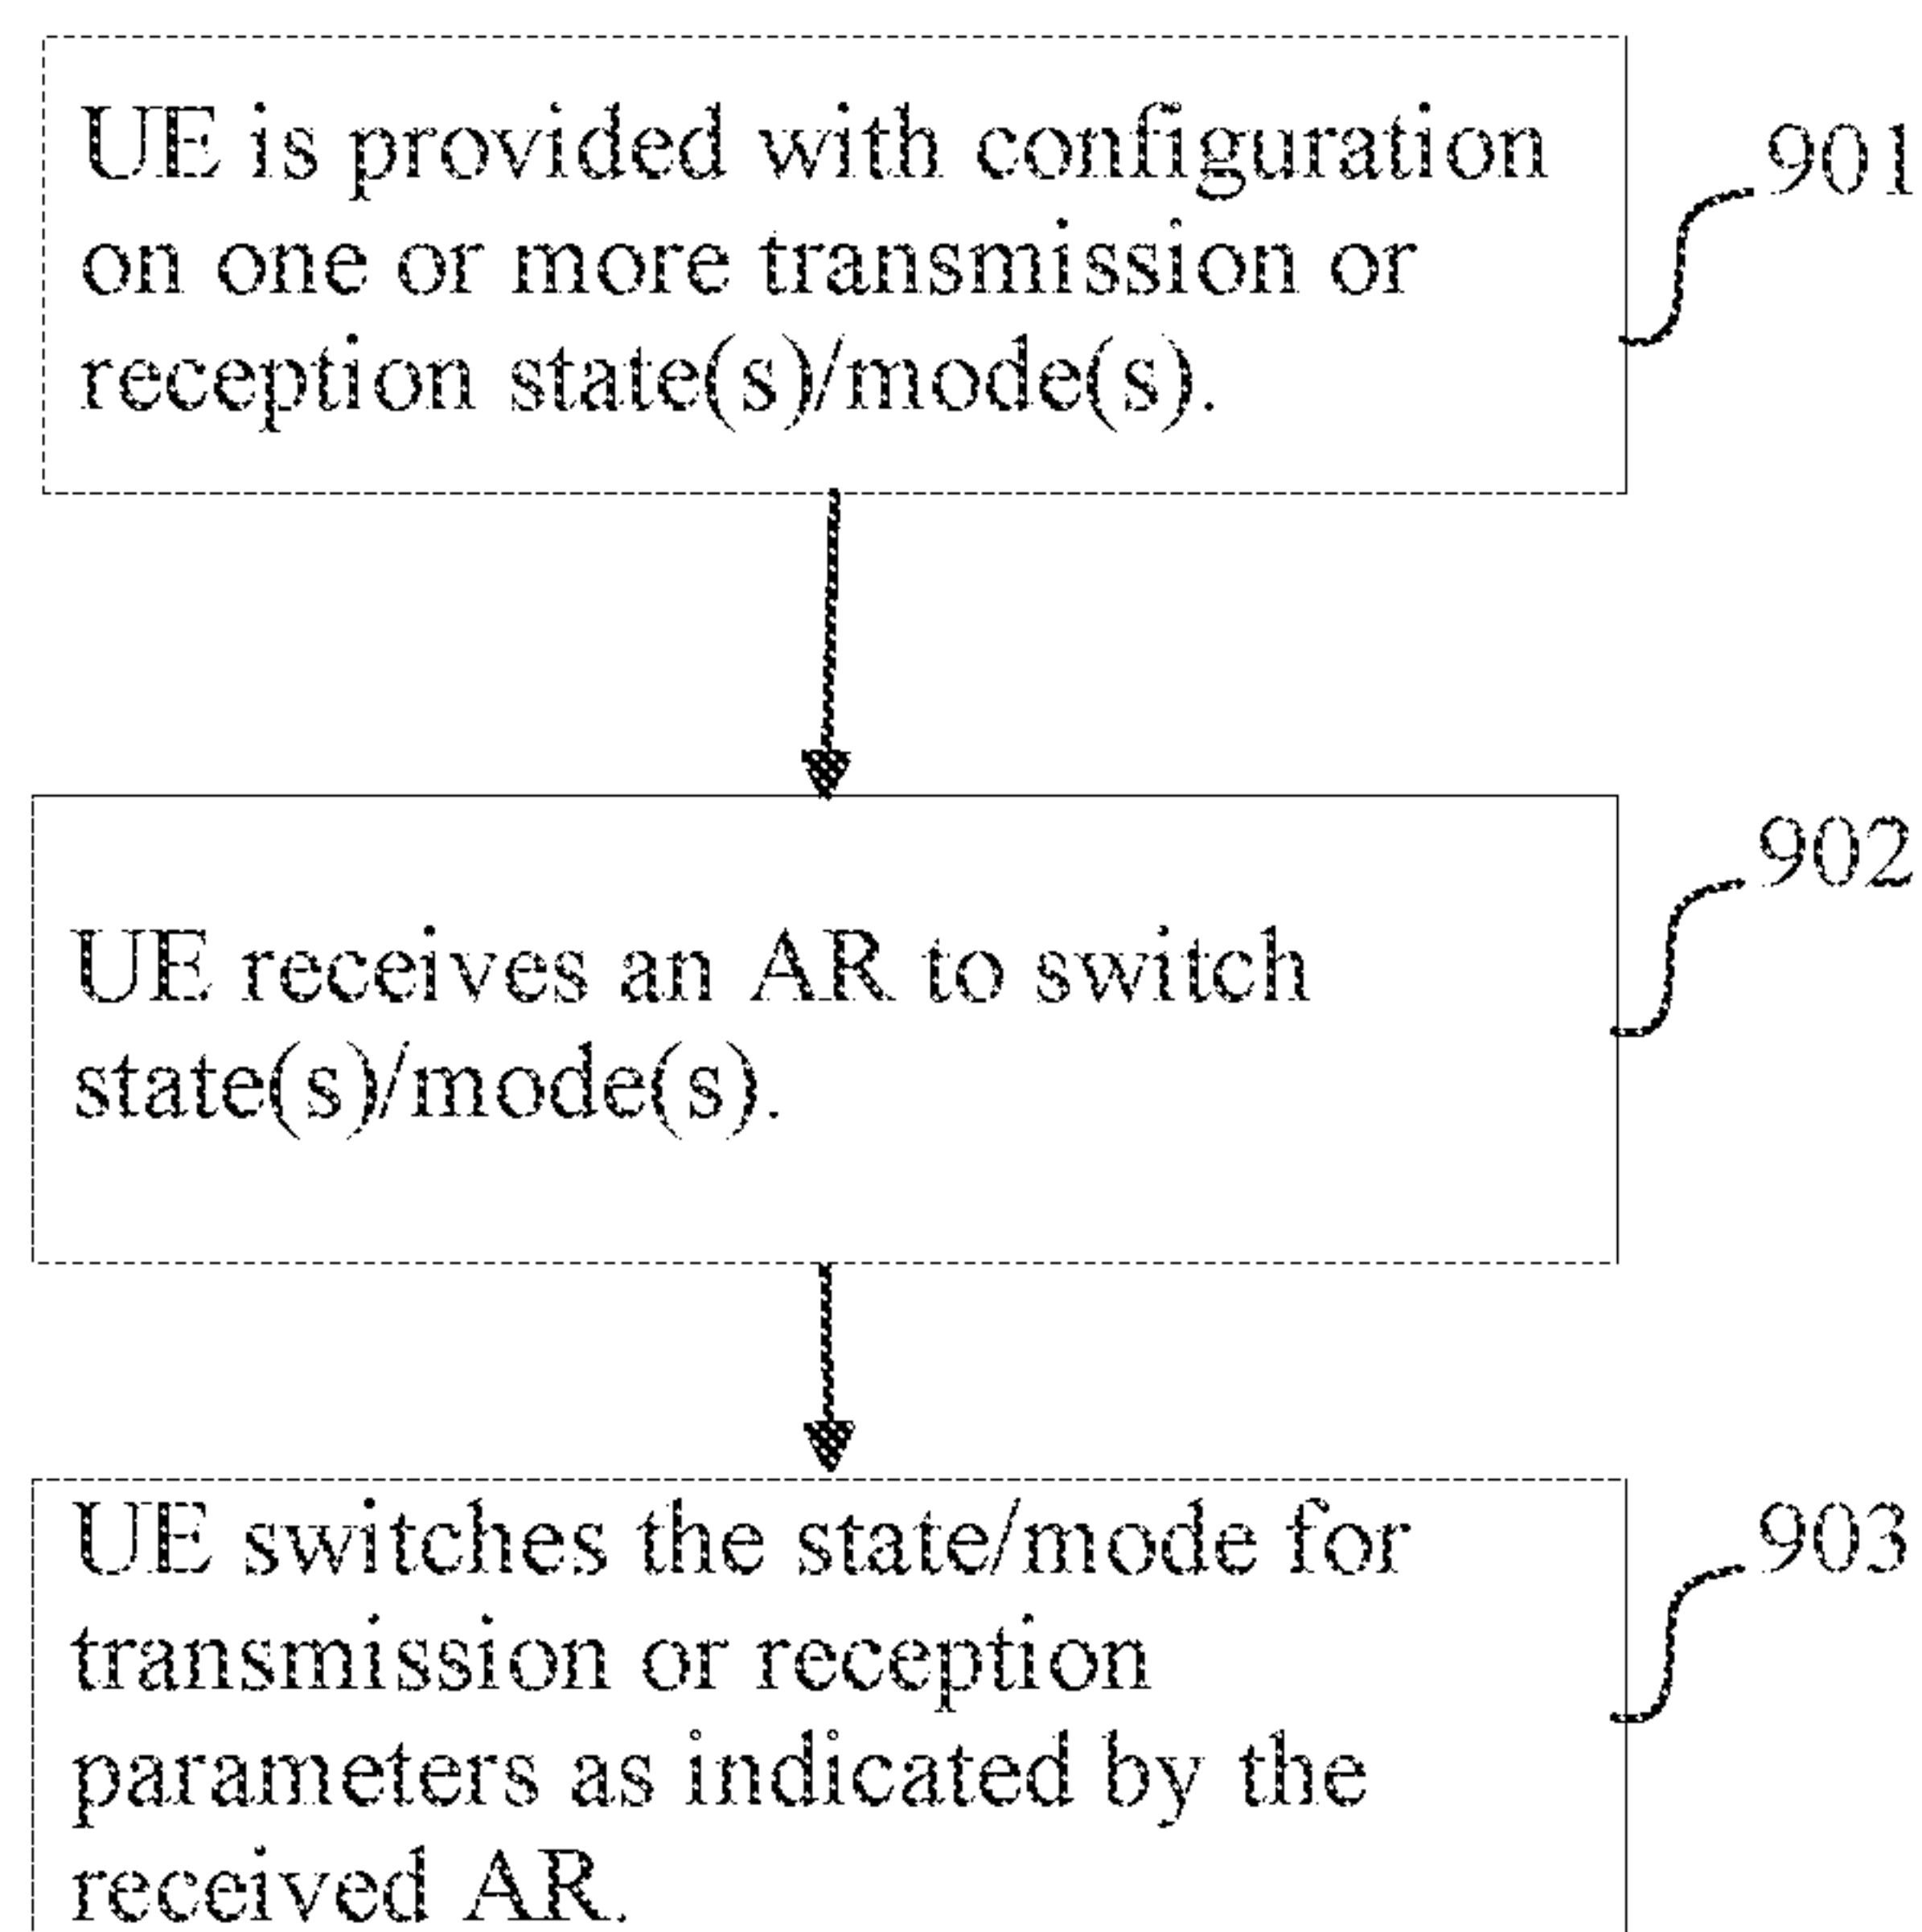 UE is provided with configuration
on one or more transmission or
reception state(s)/mode(s).
901
UE receives an AR to switch
state(s)/mode(s).
902
UE switches the state/mode for
transmission or reception
parameters as indicated by the
received AR.
903